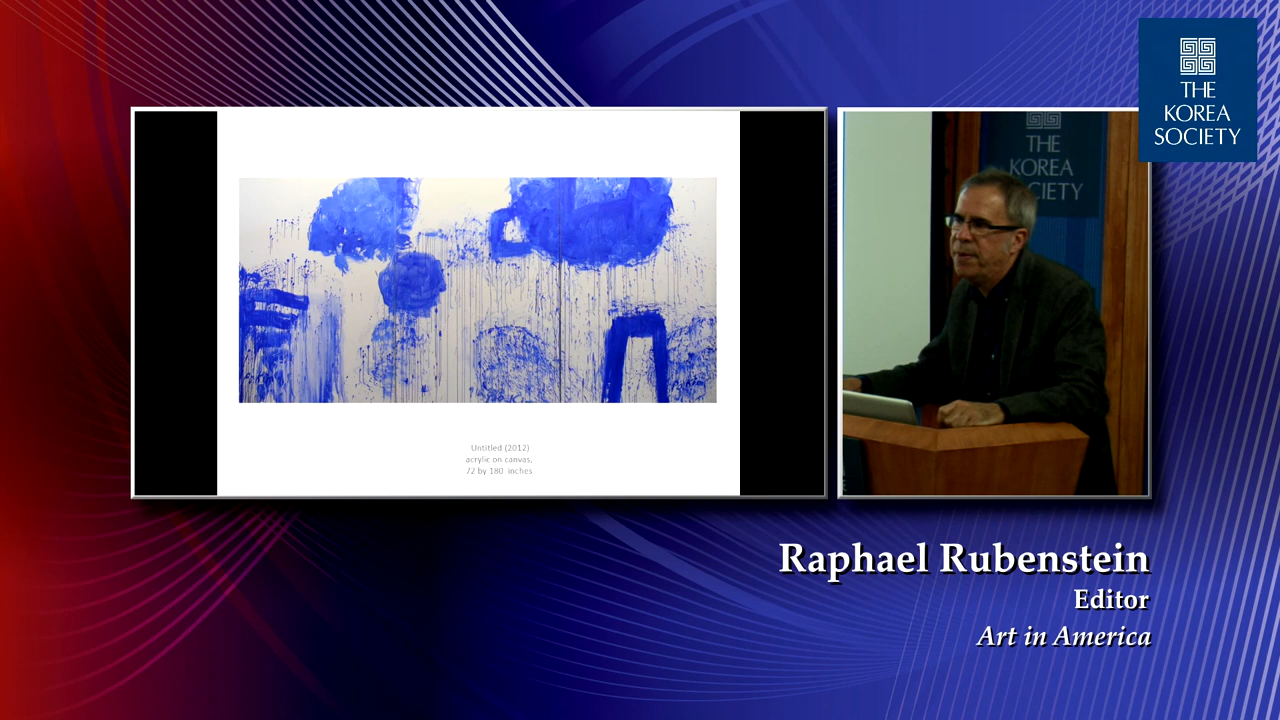 THE
KOREA
SOCIETY
THE
KOREA
CIETY
Untitled (2012)
acrylic on canvas,
72 by 180 inches
Raphael Rubenstein
Editor
Art in America